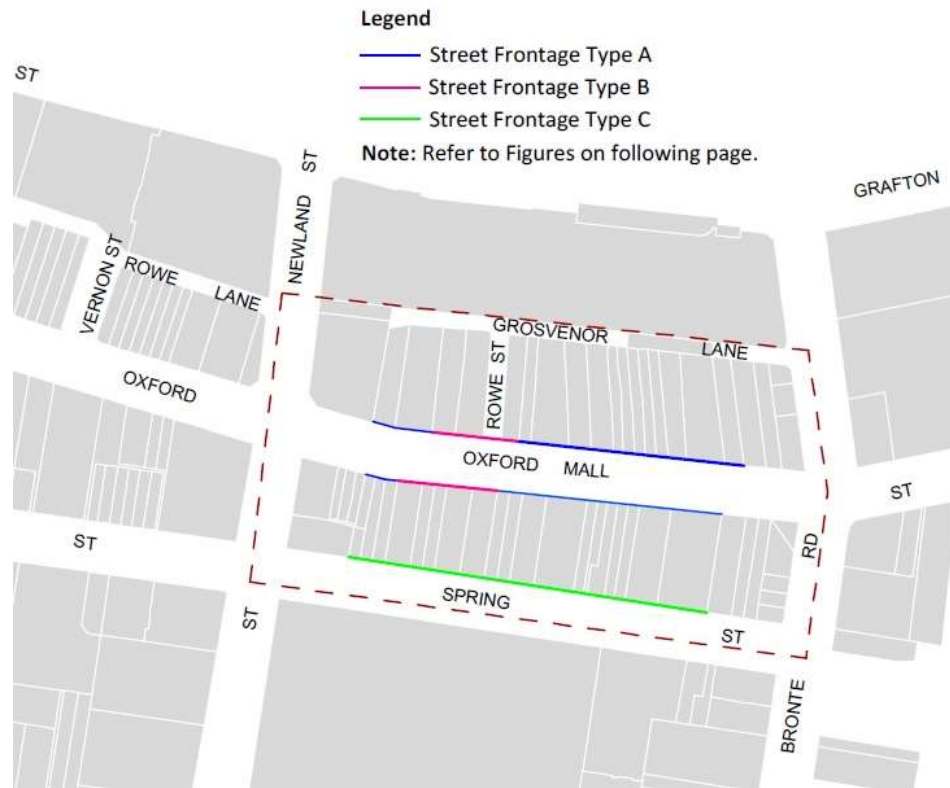 Legend
Street Frontage Type A
Street Frontage Type B
Street Frontage Type C
Note: Refer to Figures on following page.
ST
NEWLAND ST
GRAFTON
VERNON ST
ROWE LANE
GROSVENOR LANE
ROWE ST
OXFORD
OXFORD MALL
ST
RD
ST
SPRING ST
ST
BRONTE